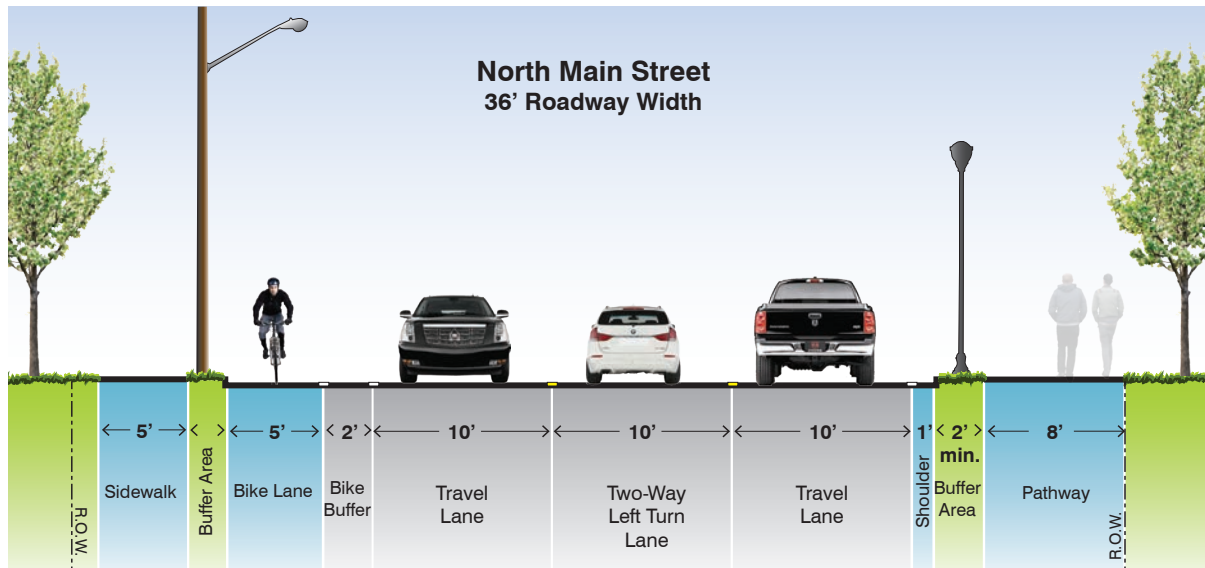 North Main Street
36’ Roadway Width
5’
5’
2’
10’
10’
10’
1’
2’
min.
8’
R.O.W.
Sidewalk
Buffer Area
Bike Lane
Bike
Buffer
Travel
Lane
Two-Way
Left Turn
Lane
Travel
Lane
Shoulder
Buffer
Area
Pathway
R.O.W.